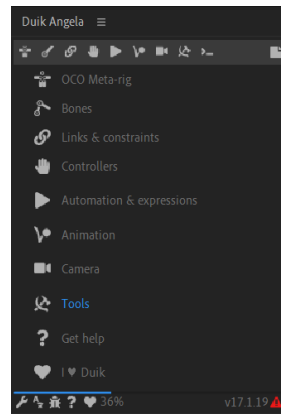 Duik Angela
OCO Meta-rig
Bones
Links & constraints
Controllers
Automation & expressions
Animation
Camera
Tools
Get help
I ♥ Duik
36% v17.1.19